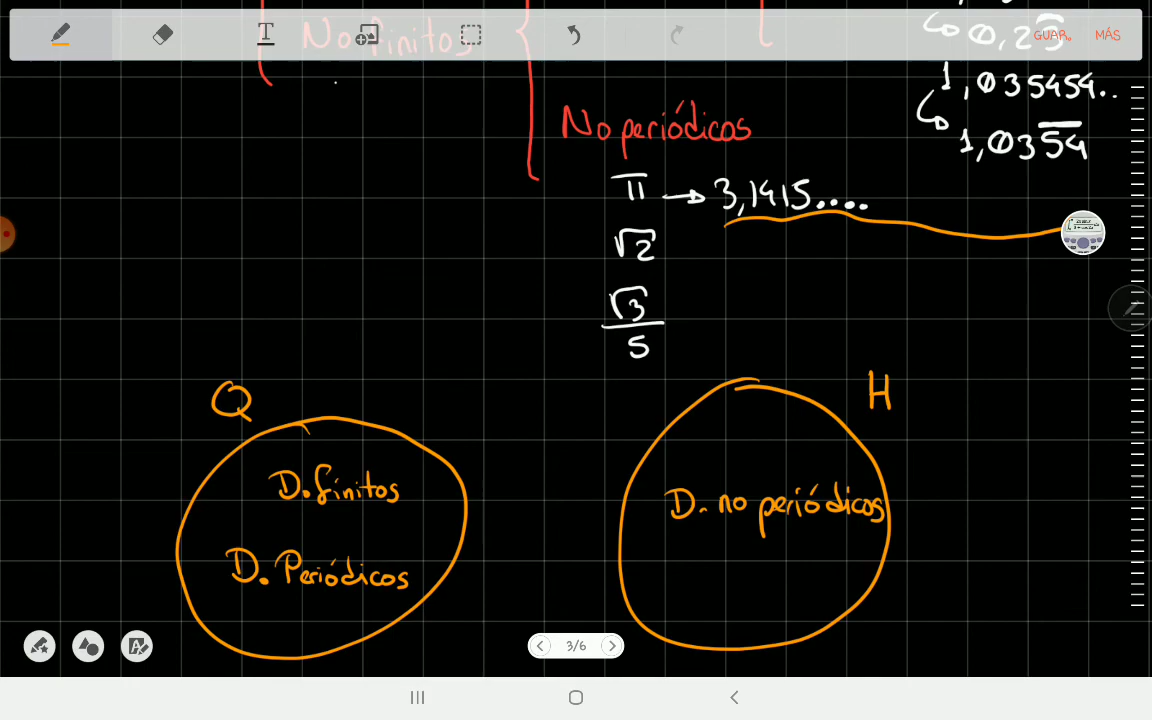 No finitos
T
GUAR.
MÁS
0,23̅
1,035454..
1,0354̅
No periódicos
π → 3,1415....
√2
√3
5
Q
H
D. finitos
D. no periódicos
D. Periódicos
3/6